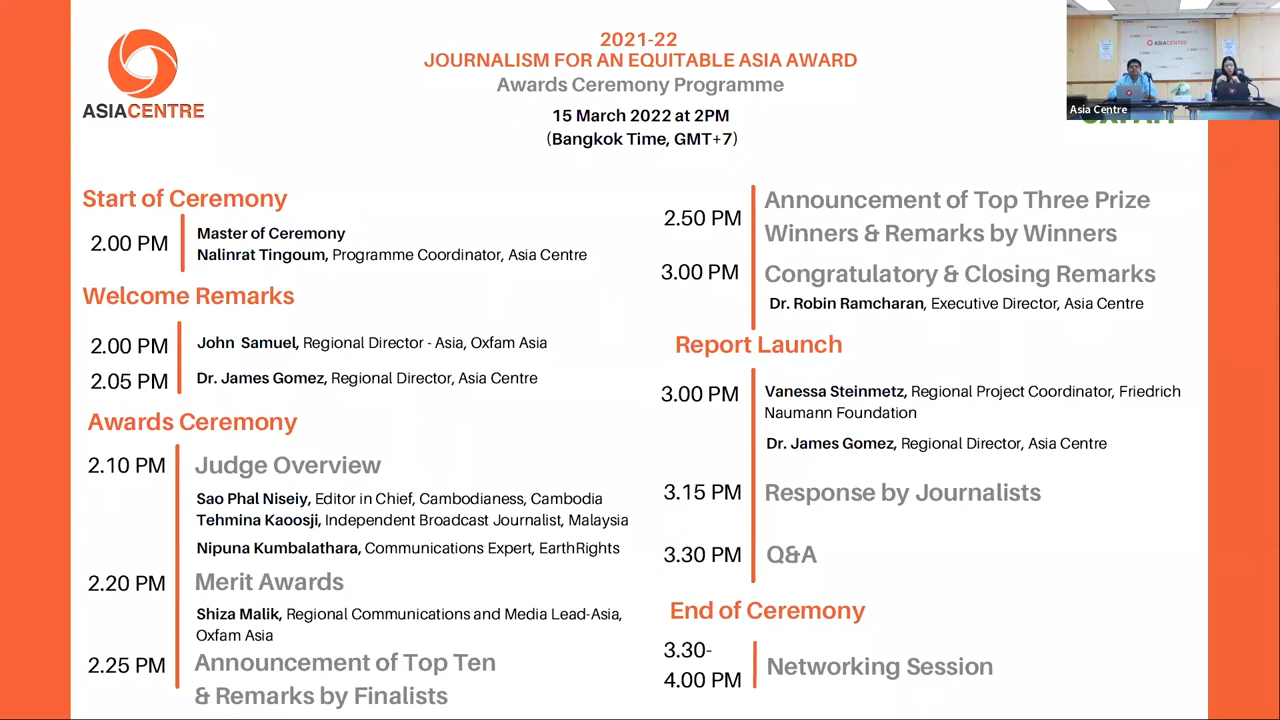 ASIACENTRE
2021-22
JOURNALISM FOR AN EQUITABLE ASIA AWARD
Awards Ceremony Programme
15 March 2022 at 2PM
(Bangkok Time, GMT+7)
ASIACENTRE
Asia Centre
Start of Ceremony
2.00 PM
Master of Ceremony
Nalinrat Tingoum, Programme Coordinator, Asia Centre
Welcome Remarks
2.00 PM
John Samuel, Regional Director - Asia, Oxfam Asia
2.05 PM
Dr. James Gomez, Regional Director, Asia Centre
Awards Ceremony
2.10 PM
Judge Overview
Sao Phal Niseiy, Editor in Chief, Cambodianess, Cambodia
Tehmina Kaoosji, Independent Broadcast Journalist, Malaysia
Nipuna Kumbalathara, Communications Expert, EarthRights
2.20 PM
Merit Awards
Shiza Malik, Regional Communications and Media Lead-Asia,
Oxfam Asia
2.25 PM
Announcement of Top Ten
& Remarks by Finalists
2.50 PM
Announcement of Top Three Prize
Winners & Remarks by Winners
3.00 PM
Congratulatory & Closing Remarks
Dr. Robin Ramcharan, Executive Director, Asia Centre
Report Launch
3.00 PM
Vanessa Steinmetz, Regional Project Coordinator, Friedrich
Naumann Foundation
Dr. James Gomez, Regional Director, Asia Centre
3.15 PM
Response by Journalists
3.30 PM
Q&A
End of Ceremony
3.30-
4.00 PM
Networking Session